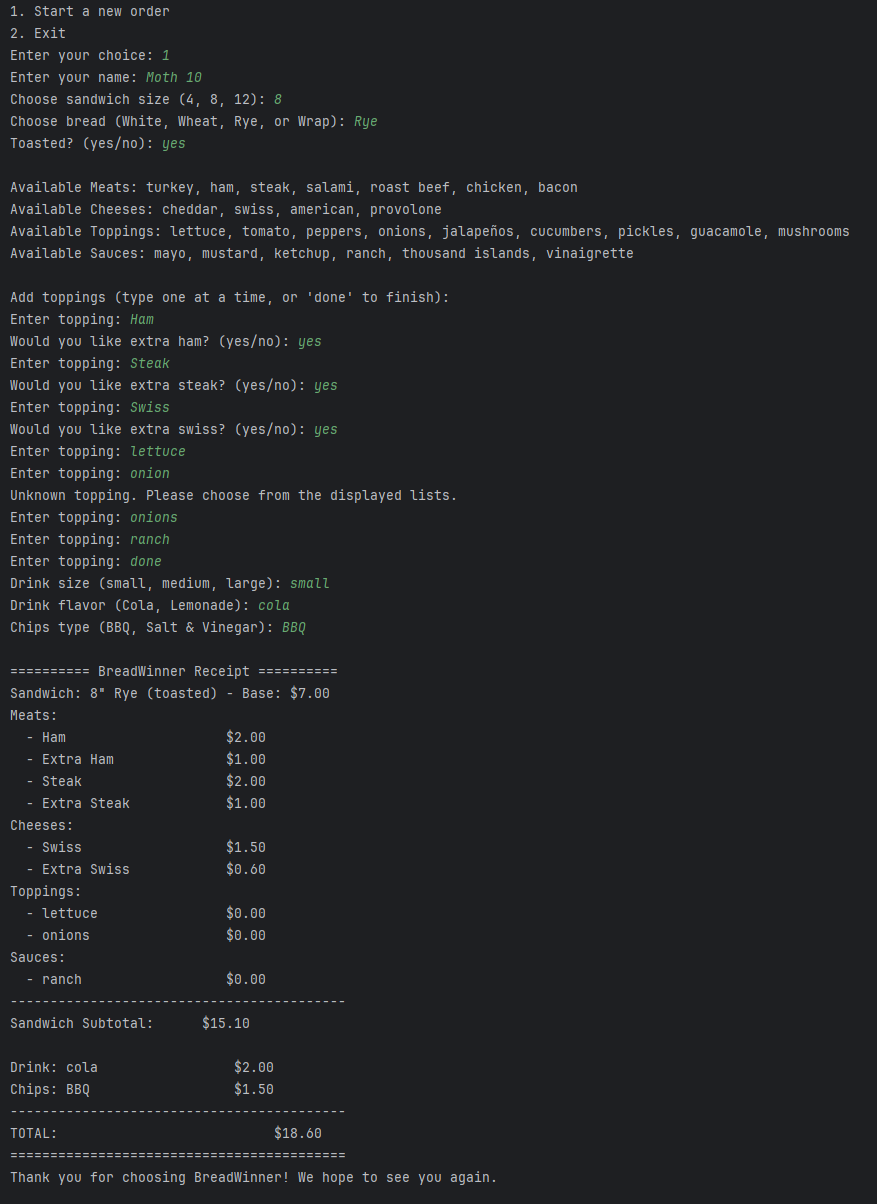 1. Start a new order
2. Exit
Enter your choice: 1
Enter your name: Moth 10
Choose sandwich size (4, 8, 12): 8
Choose bread (White, Wheat, Rye, or Wrap): Rye
Toasted? (yes/no): yes

Available Meats: turkey, ham, steak, salami, roast beef, chicken, bacon
Available Cheeses: cheddar, swiss, american, provolone
Available Toppings: lettuce, tomato, peppers, onions, jalapeños, cucumbers, pickles, guacamole, mushrooms
Available Sauces: mayo, mustard, ketchup, ranch, thousand islands, vinaigrette

Add toppings (type one at a time, or 'done' to finish):
Enter topping: Ham
Would you like extra ham? (yes/no): yes
Enter topping: Steak
Would you like extra steak? (yes/no): yes
Enter topping: Swiss
Would you like extra swiss? (yes/no): yes
Enter topping: lettuce
Enter topping: onion
Unknown topping. Please choose from the displayed lists.
Enter topping: onions
Enter topping: ranch
Enter topping: done
Drink size (small, medium, large): small
Drink flavor (Cola, Lemonade): cola
Chips type (BBQ, Salt & Vinegar): BBQ

========== BreadWinner Receipt ==========
Sandwich: 8" Rye (toasted) - Base: $7.00
Meats:
  - Ham                    $2.00
  - Extra Ham              $1.00
  - Steak                  $2.00
  - Extra Steak            $1.00
Cheeses:
  - Swiss                  $1.50
  - Extra Swiss            $0.60
Toppings:
  - lettuce                $0.00
  - onions                 $0.00
Sauces:
  - ranch                  $0.00
------------------------------------------
Sandwich Subtotal:      $15.10

Drink: cola                 $2.00
Chips: BBQ                  $1.50
------------------------------------------
TOTAL:                           $18.60
==========================================
Thank you for choosing BreadWinner! We hope to see you again.